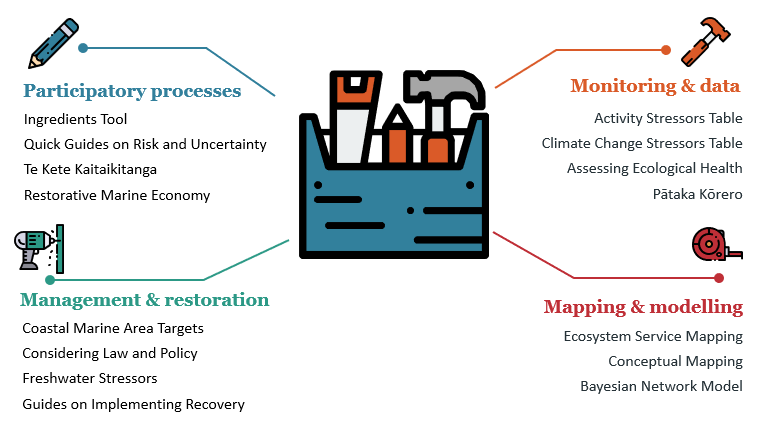 Participatory processes
Ingredients Tool
Quick Guides on Risk and Uncertainty
Te Kete Kaitaikitanga
Restorative Marine Economy
Monitoring & data
Activity Stressors Table
Climate Change Stressors Table
Assessing Ecological Health
Pātaka Kōrero
Management & restoration
Coastal Marine Area Targets
Considering Law and Policy
Freshwater Stressors
Guides on Implementing Recovery
Mapping & modelling
Ecosystem Service Mapping
Conceptual Mapping
Bayesian Network Model